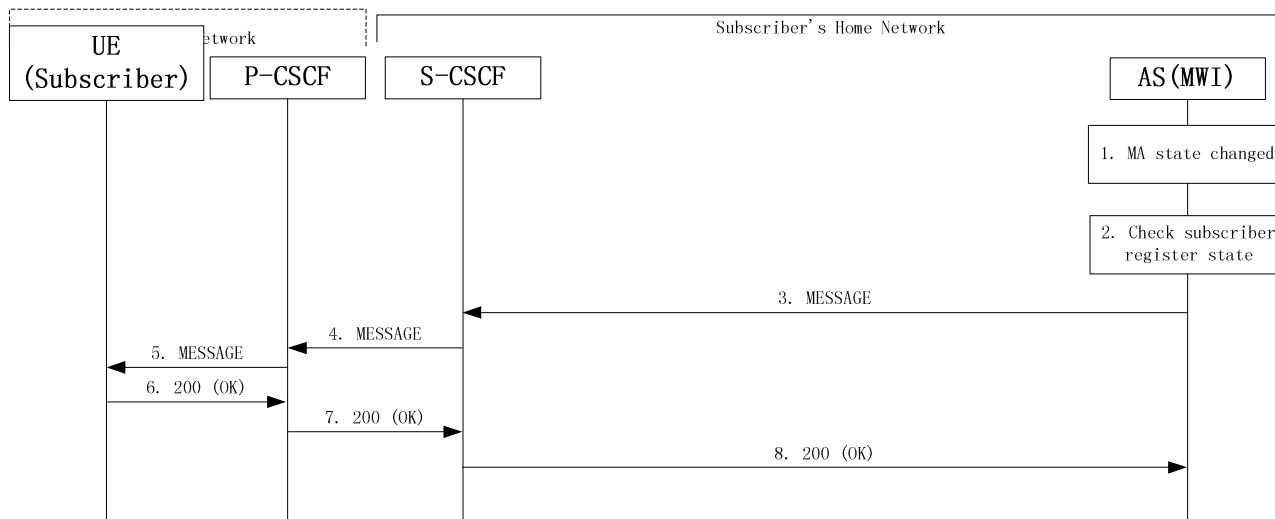 Subscriber's Home Network
UE
(Subscriber)
P-CSCF
S-CSCF
AS(MWI)
1. MA state changed
2. Check subscriber
register state
3. MESSAGE
4. MESSAGE
5. MESSAGE
6. 200 (OK)
7. 200 (OK)
8. 200 (OK)